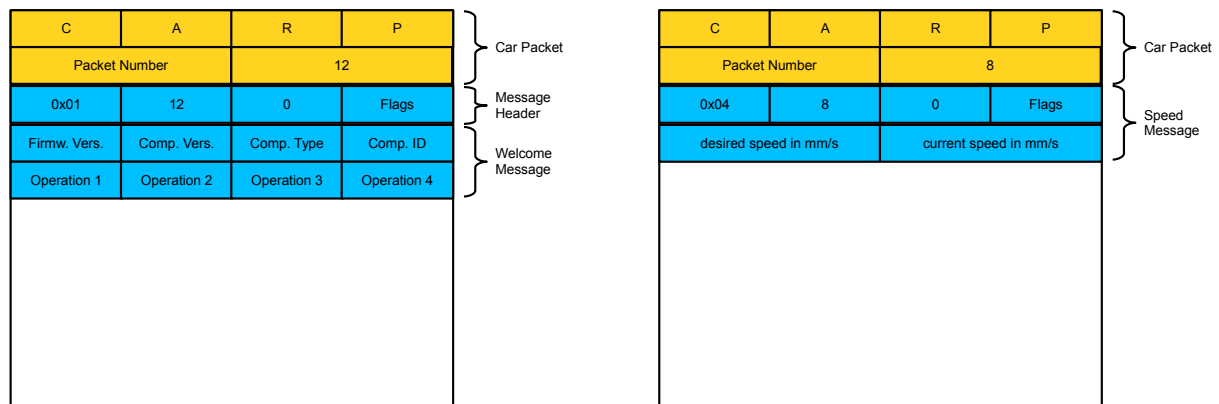 C A R P
Packet Number 12
Car Packet
0x01 12 0 Flags
Message
Header
Firmw. Vers. Comp. Vers. Comp. Type Comp. ID
Operation 1 Operation 2 Operation 3 Operation 4
Welcome
Message
C A R P
Packet Number 8
Car Packet
0x04 8 0 Flags
desired speed in mm/s current speed in mm/s
Speed
Message